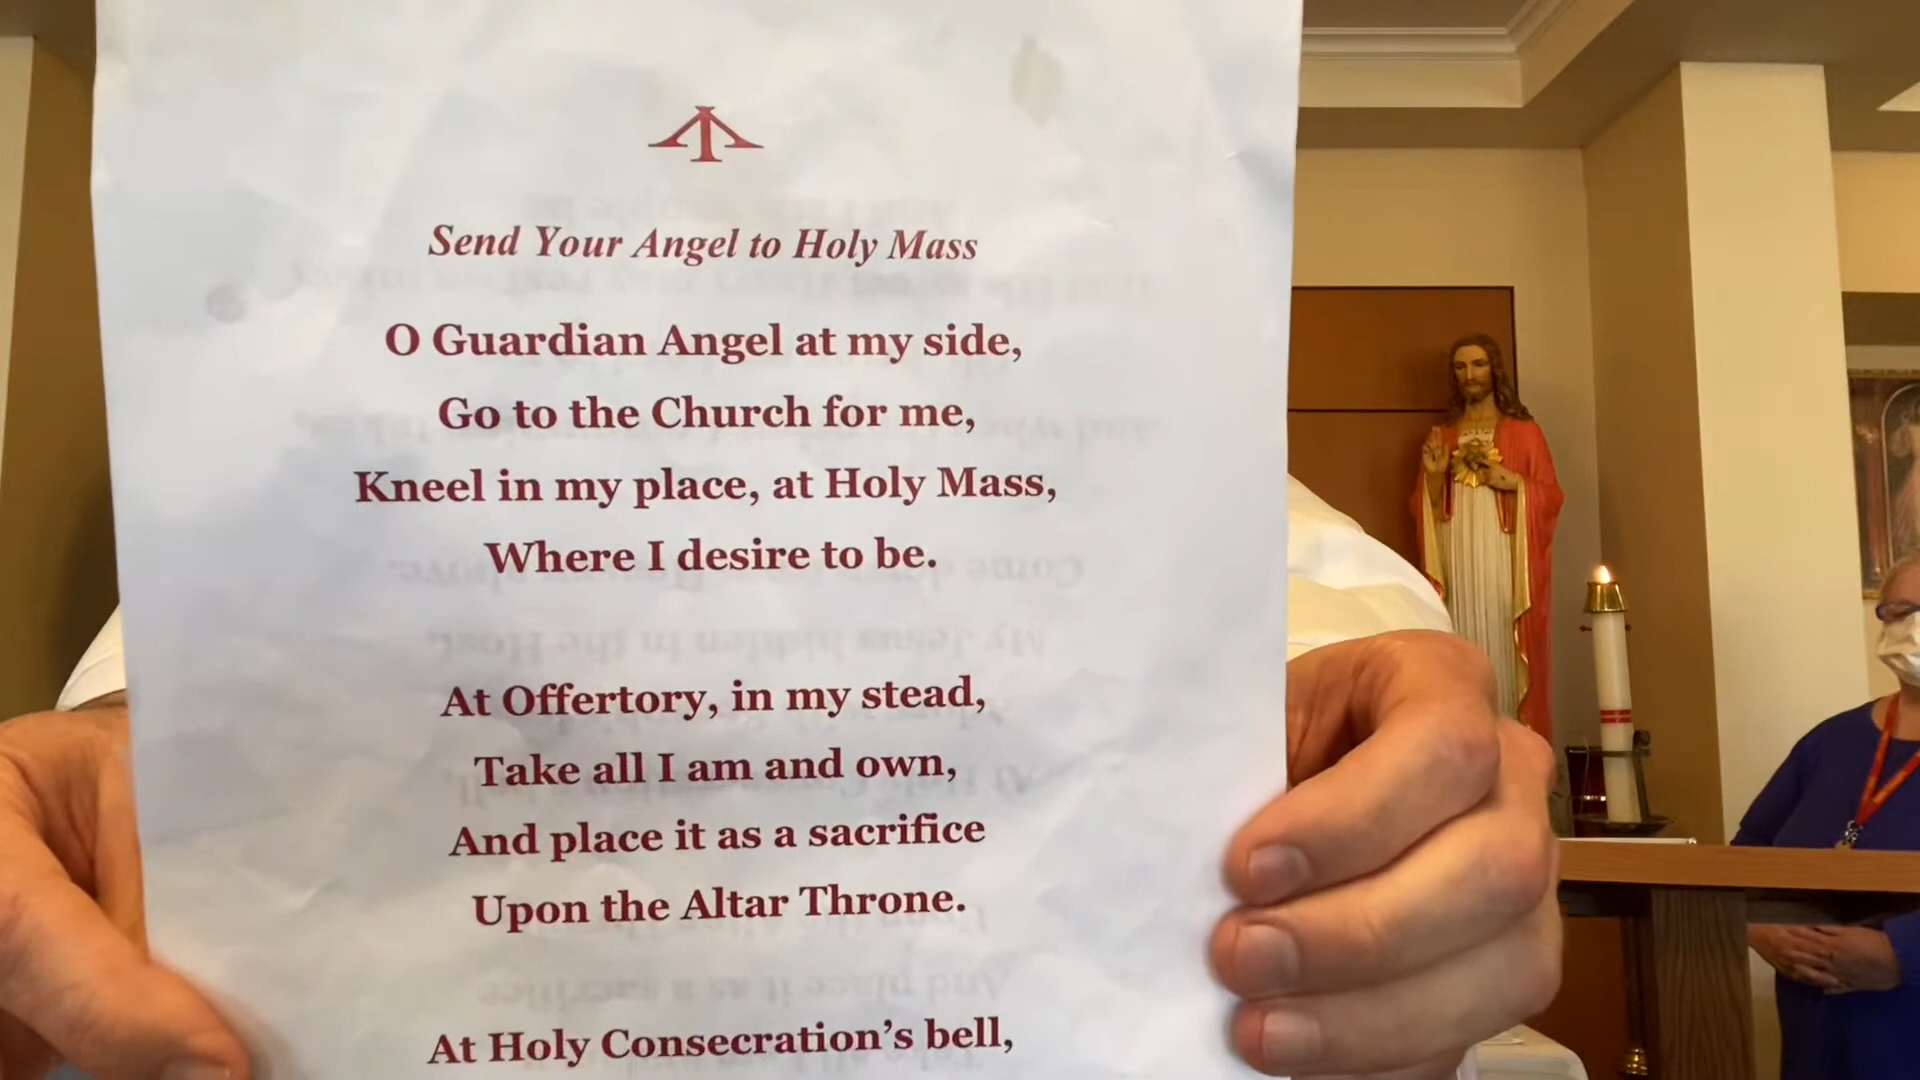 Send Your Angel to Holy Mass
O Guardian Angel at my side,
Go to the Church for me,
Kneel in my place, at Holy Mass,
Where I desire to be.
At Offertory, in my stead,
Take all I am and own,
And place it as a sacrifice
Upon the Altar Throne.
At Holy Consecration’s bell,